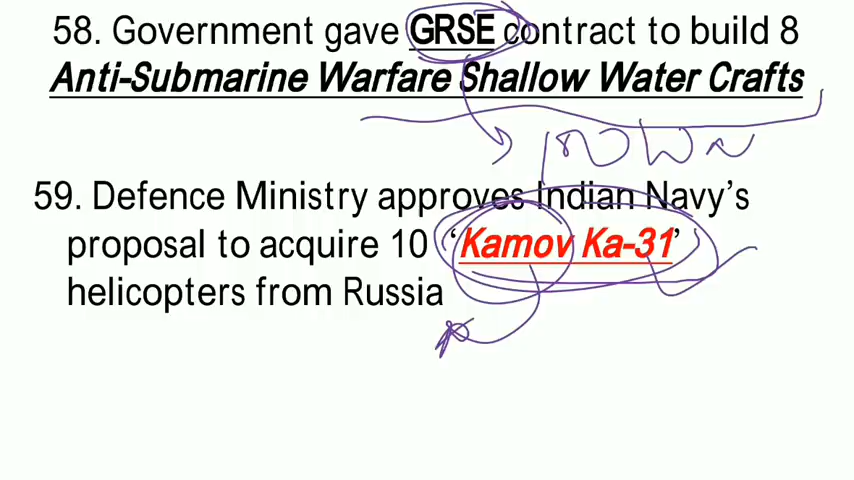 58. Government gave GRSE contract to build 8
Anti-Submarine Warfare Shallow Water Crafts
59. Defence Ministry approves Indian Navy’s
proposal to acquire 10 ‘Kamov Ka-31’
helicopters from Russia